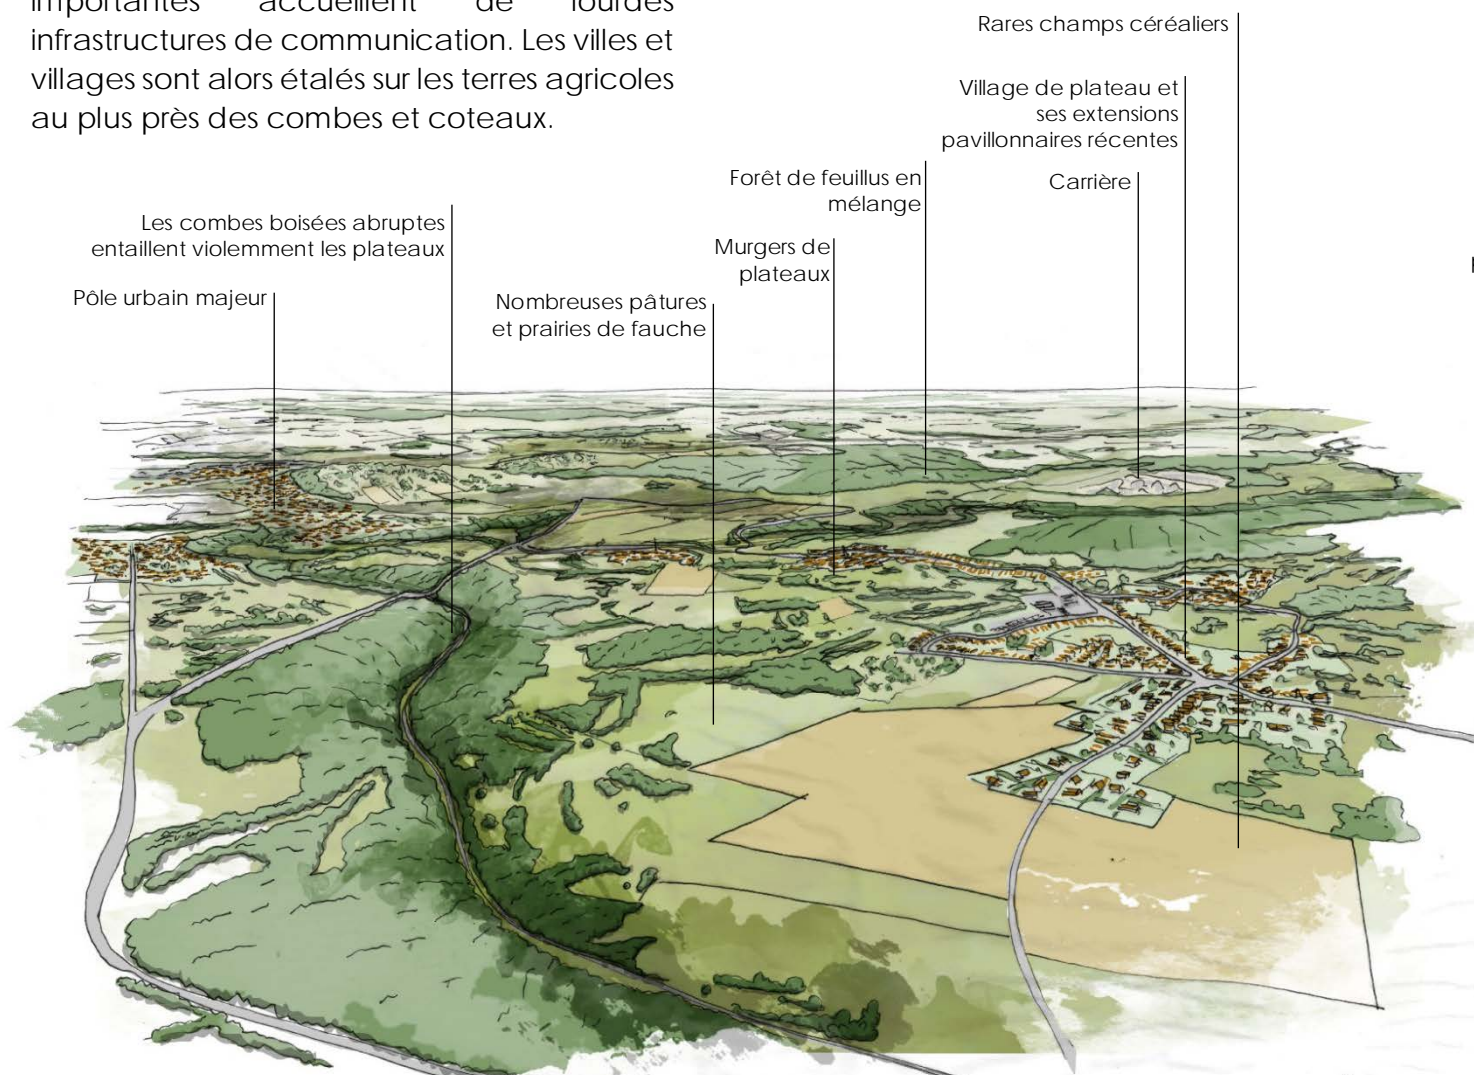 importantes accueillent de lourdes
infrastructures de communication. Les villes et
villages sont alors étalés sur les terres agricoles
au plus près des combes et coteaux.
Rares champs céréaliers
Village de plateau et
ses extensions
pavillonnaires récentes
Forêt de feuillus en
mélange
Carrière
Les combes boisées abruptes
entaillent violemment les plateaux
Murgers de
plateaux
Pôle urbain majeur
Nombreuses pâtures
et prairies de fauche